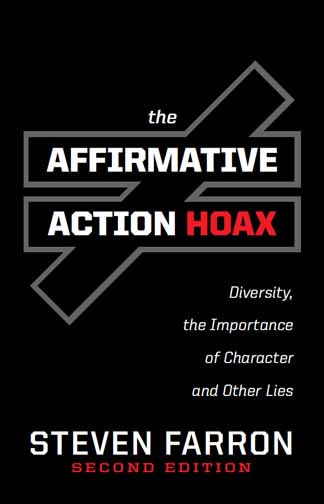 the
AFFIRMATIVE
ACTION HOAX
Diversity,
the Importance
of Character
and Other Lies
STEVEN FARRON
SECOND EDITION